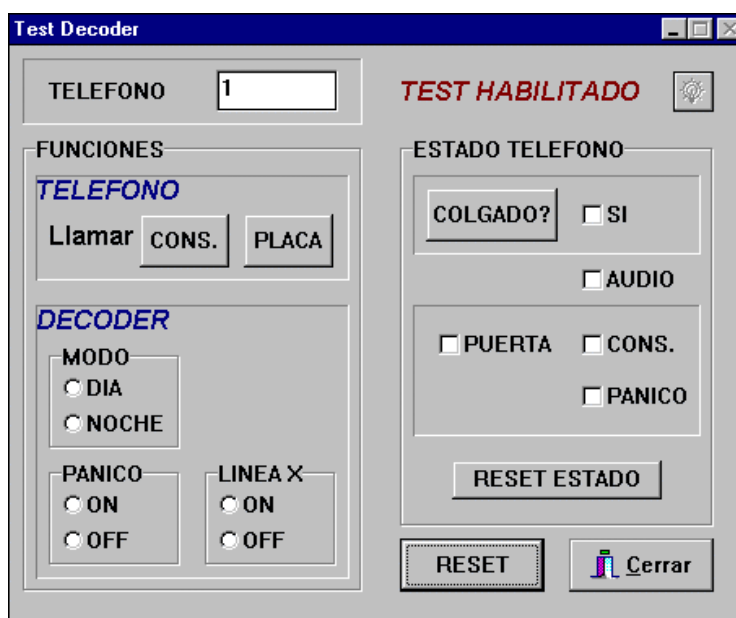 Test Decoder
TELEFONO 1
TEST HABILITADO
FUNCIONES
TELEFONO
Llamar CONS. PLACA
DECODER
MODO
DIA
NOCHE
PANICO
ON
OFF
LINEA X
ON
OFF
ESTADO TELEFONO
COLGADO? SI
AUDIO
PUERTA CONS.
PANICO
RESET ESTADO
RESET Cerrar